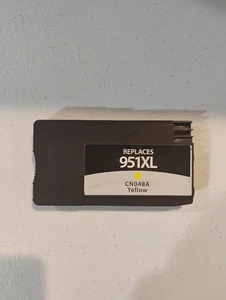 REPLACES
951XL
CN048A
Yellow